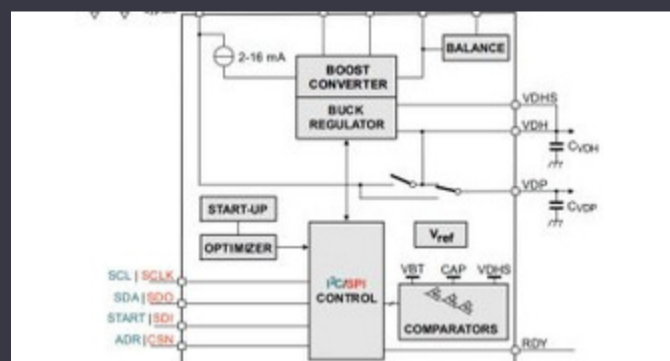 2-16 mA
BALANCE
BOOST
CONVERTER
BUCK
REGULATOR
VDHS
VDH
CVDH
VDP
CVDP
START-UP
OPTIMIZER
Vref
I²C/SPI
CONTROL
VBT CAP VDHS
COMPARATORS
SCL | SCLK
SDA | SDO
START | SDI
ADR | CSN
RDY